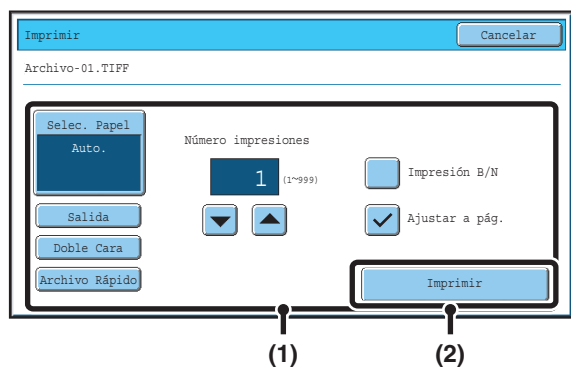 Imprimir
Cancelar
Archivo-01.TIFF
Selec. Papel
Auto.
Número impresiones
1 (1~999)
Impresión B/N
Salida
Ajustar a pág.
Doble Cara
Archivo Rápido
Imprimir
(1)
(2)